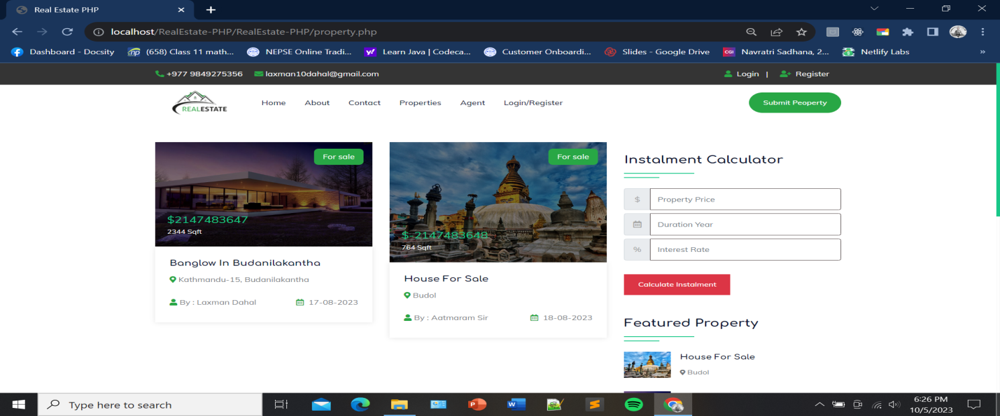 Real Estate PHP
localhost/RealEstate-PHP/RealEstate-PHP/property.php
Dashboard - Docsity
(658) Class 11 math...
NEPSE Online Tradi...
Learn Java | Codeca...
Customer Onboardi...
Slides - Google Drive
CGI
Navratri Sadhana, 2...
Netlify Labs
»
+977 9849275356 laxman10dahal@gmail.com Login | Register
REALESTATE
Home About Contact Properties Agent Login/Register
Submit Peoperty
For sale
$2147483647
2344 Sqft
Banglow In Budanilakantha
Kathmandu-15, Budanilakantha
By : Laxman Dahal 17-08-2023
For sale
$-2147483648
764 Sqft
House For Sale
Budol
By : Aatmaram Sir 18-08-2023
Instalment Calculator
$ Property Price
Duration Year
% Interest Rate
Calculate Instalment
Featured Property
House For Sale
Budol
Type here to search
6:26 PM
10/5/2023